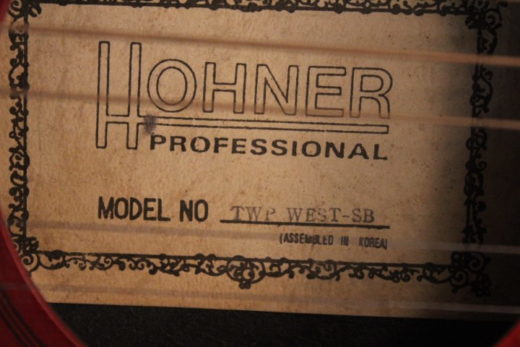 HOHNER
PROFESSIONAL
MODEL NO TWP WEST-SB
(ASSEMBLED IN KOREA)